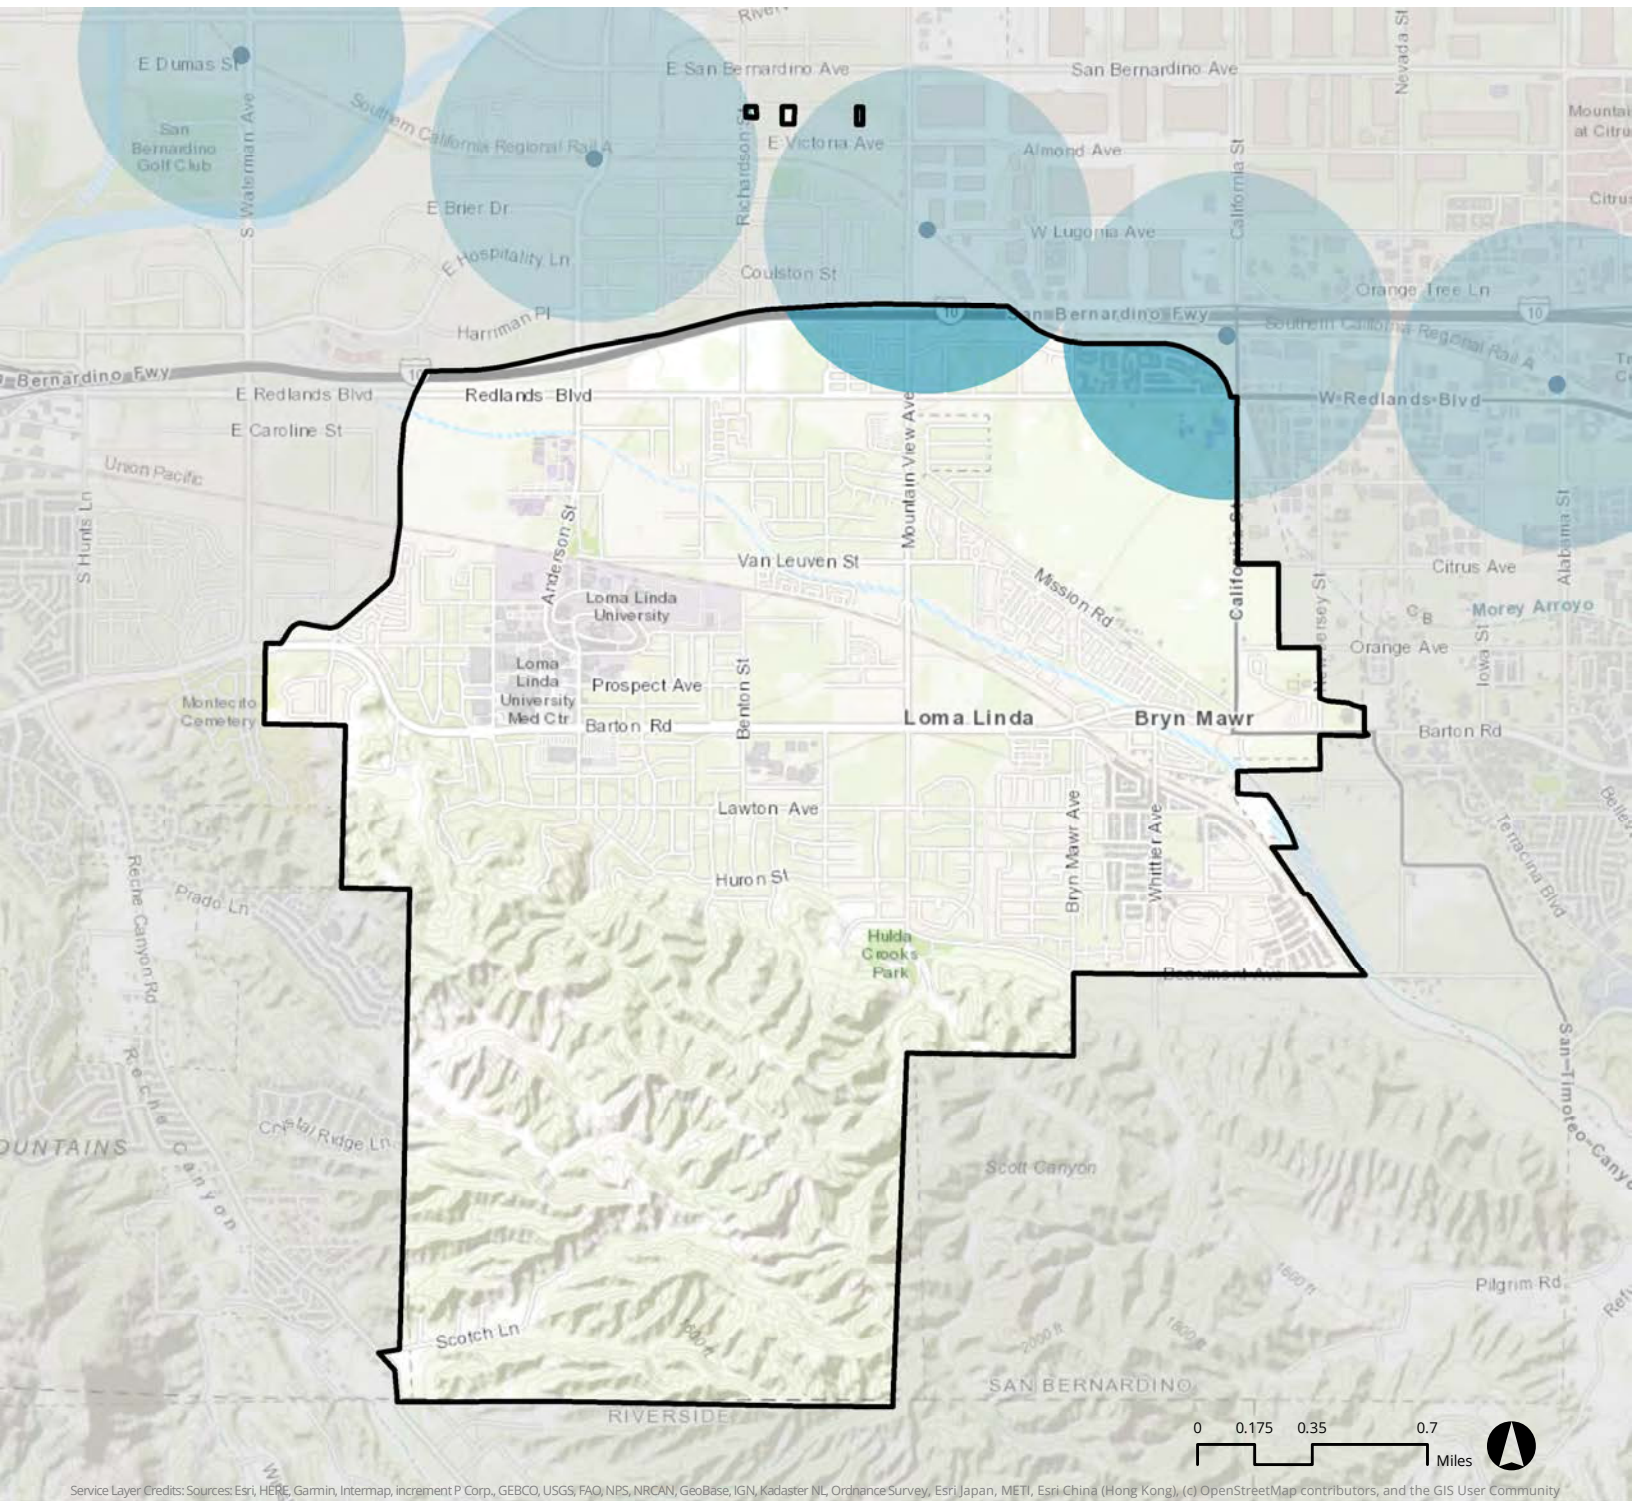 E Dumas St
E San Bernardino Ave
San Bernardino Ave
Nevada St
Mountain
at Citru
Citru
San
Bernardino
Golf Club
S Waterman Ave
Southern California Regional Rail A
Richardson St
E Victoria Ave
Almond Ave
California St
E Brier Dr
W Lugonia Ave
E Hospitality Ln
Coulston St
Orange Tree Ln
Harriman Pl
10
San Bernardino Fwy
Southern California Regional Rail A
10
Bernardino Fwy
10
E Redlands Blvd
Redlands Blvd
W Redlands Blvd
E Caroline St
Union Pacific
S Hunts Ln
Anderson St
Mountain View Ave
Van Leuven St
Mission Rd
Citrus Ave
Alabama St
Loma Linda
University
Morey Arroyo
Orange Ave
Iowa St
Loma
Linda
University
Med Ctr
Prospect Ave
Benton St
Montecito
Cemetery
Barton Rd
Loma Linda
Bryn Mawr
Barton Rd
Lawton Ave
Bryn Mawr Ave
Whittier Ave
Terracina Blvd
Huron St
Reche Canyon Rd
Prado Ln
Hulda
Crooks
Park
Beaumont Ave
Reche Canyon
Crystal Ridge Ln
OUNTAINS
San Timoteo Canyo
Scott Canyon
1600 ft
Pilgrim Rd
Scotch Ln
1600 ft
2000 ft
1800 ft
SAN BERNARDINO
RIVERSIDE
0 0.175 0.35 0.7
Miles
Service Layer Credits: Sources: Esri, HERE, Garmin, Intermap, increment P Corp., GEBCO, USGS, FAO, NPS, NRCAN, GeoBase, IGN, Kadaster NL, Ordnance Survey, Esri Japan, METI, Esri China (Hong Kong), (c) OpenStreetMap contributors, and the GIS User Community